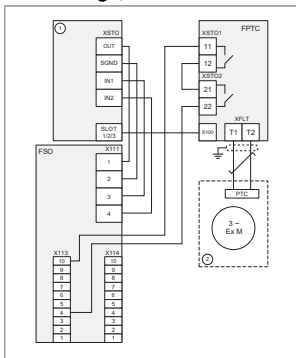 1
XSTO
OUT
SGND
IN1
IN2
SLOT
1/2/3
FPTC
XSTO1
11
12
XSTO2
21
22
XFLT
X100
T1
T2
FSO
X111
1
2
3
4
PTC
3 ~
Ex M
2
X113
10
9
8
7
6
5
4
3
2
1
X114
10
9
8
7
6
5
4
3
2
1